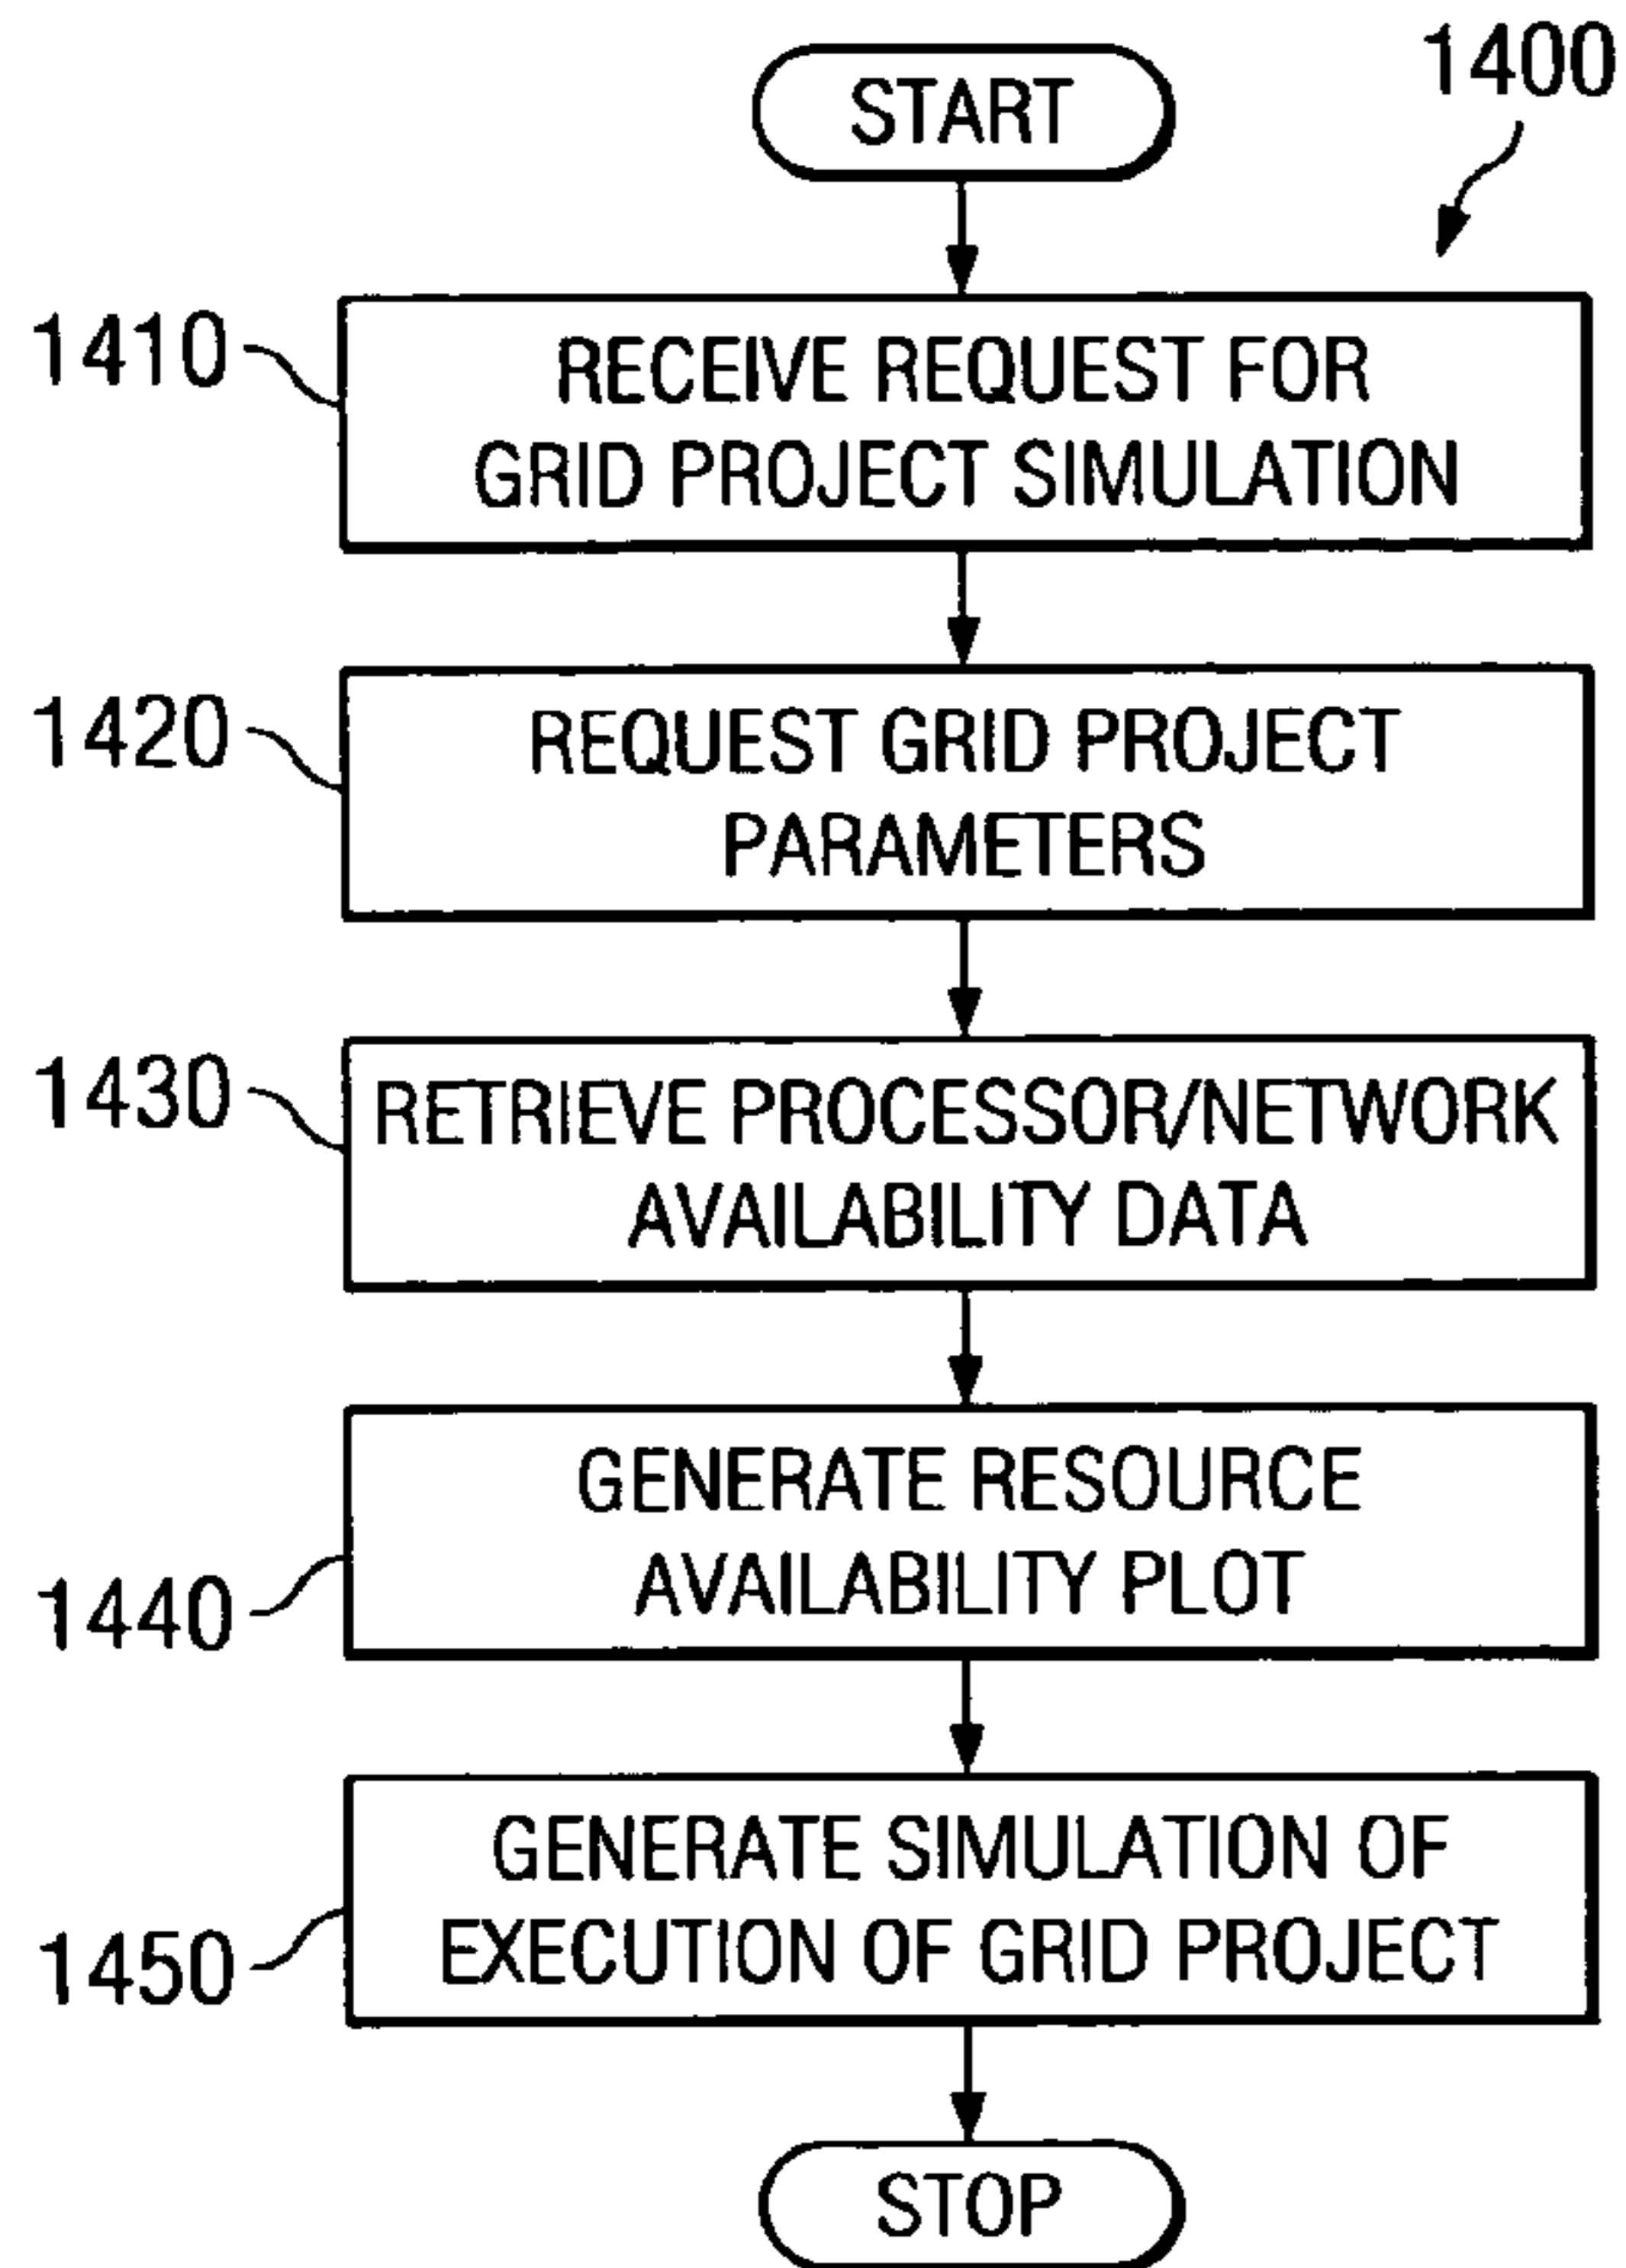 START
1400
1410
RECEIVE REQUEST FOR
GRID PROJECT SIMULATION
1420
REQUEST GRID PROJECT
PARAMETERS
1430
RETRIEVE PROCESSOR/NETWORK
AVAILABILITY DATA
GENERATE RESOURCE
AVAILABILITY PLOT
1440
GENERATE SIMULATION OF
EXECUTION OF GRID PROJECT
1450
STOP